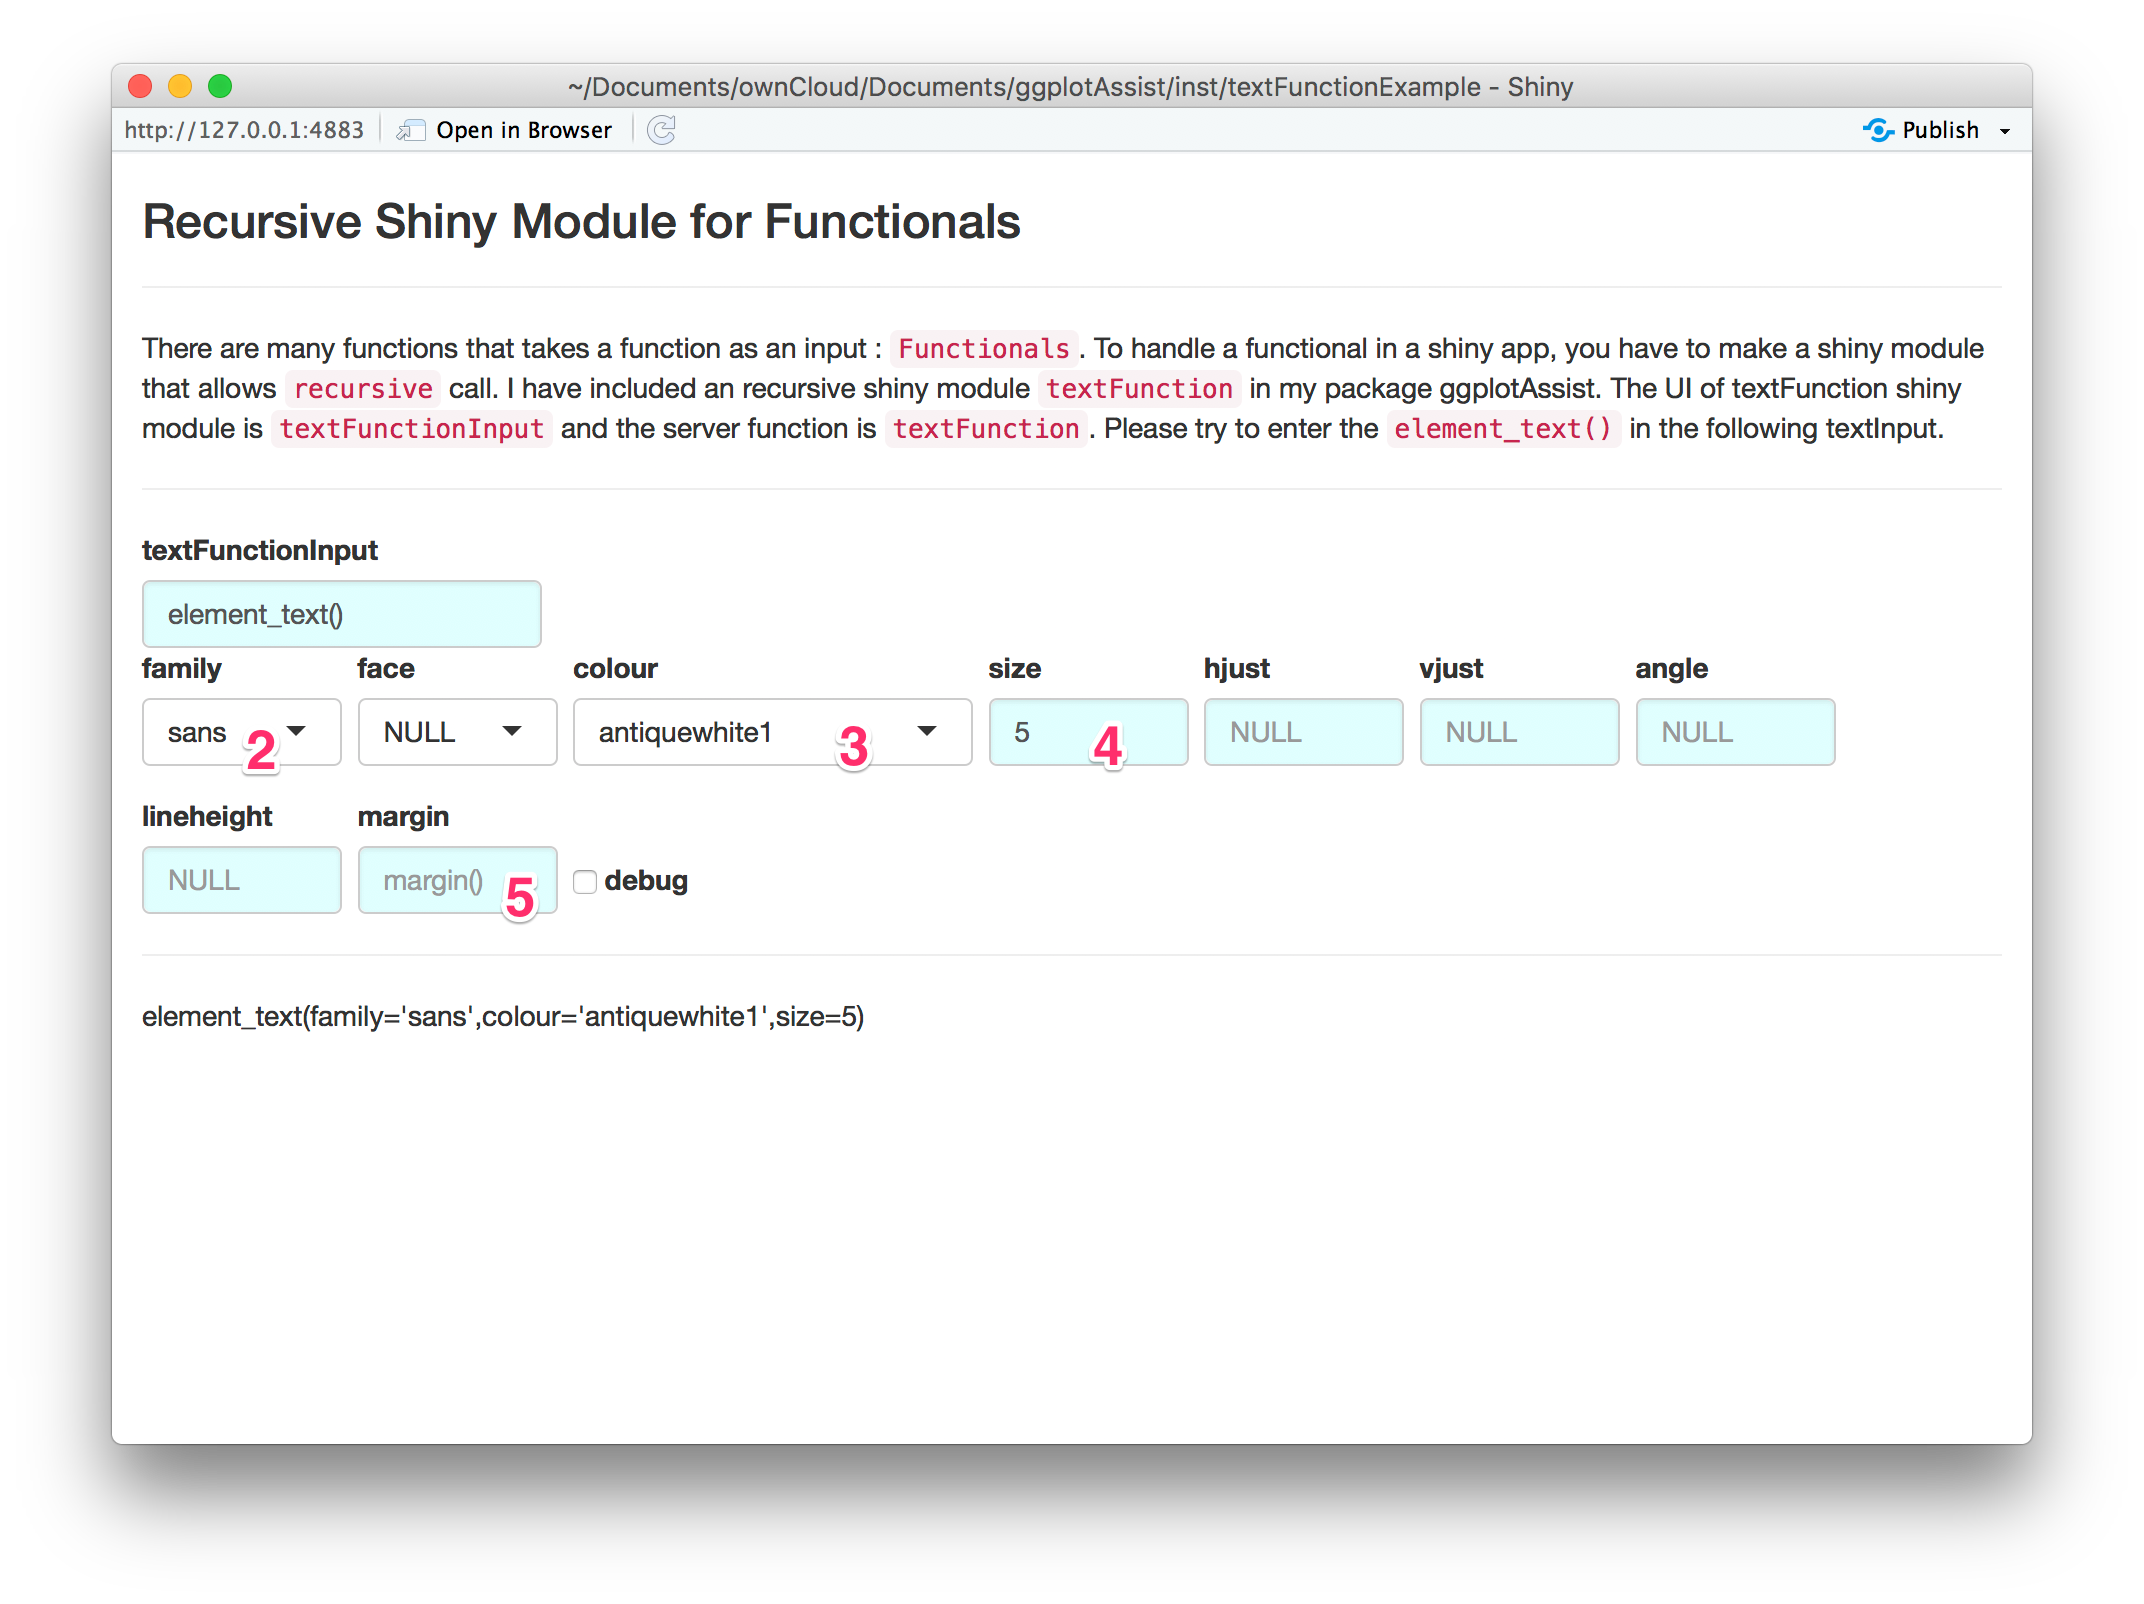 ~/Documents/ownCloud/Documents/ggplotAssist/inst/textFunctionExample - Shiny
http://127.0.0.1:4883 Open in Browser Publish
Recursive Shiny Module for Functionals
There are many functions that takes a function as an input : Functionals . To handle a functional in a shiny app, you have to make a shiny module
that allows recursive call. I have included an recursive shiny module textFunction in my package ggplotAssist. The UI of textFunction shiny
module is textFunctionInput and the server function is textFunction . Please try to enter the element_text() in the following textInput.
textFunctionInput
element_text()
family face colour size hjust vjust angle
sans 2 NULL antiquewhite1 3 5 4 NULL NULL NULL
lineheight margin
NULL margin() 5 debug
element_text(family='sans',colour='antiquewhite1',size=5)